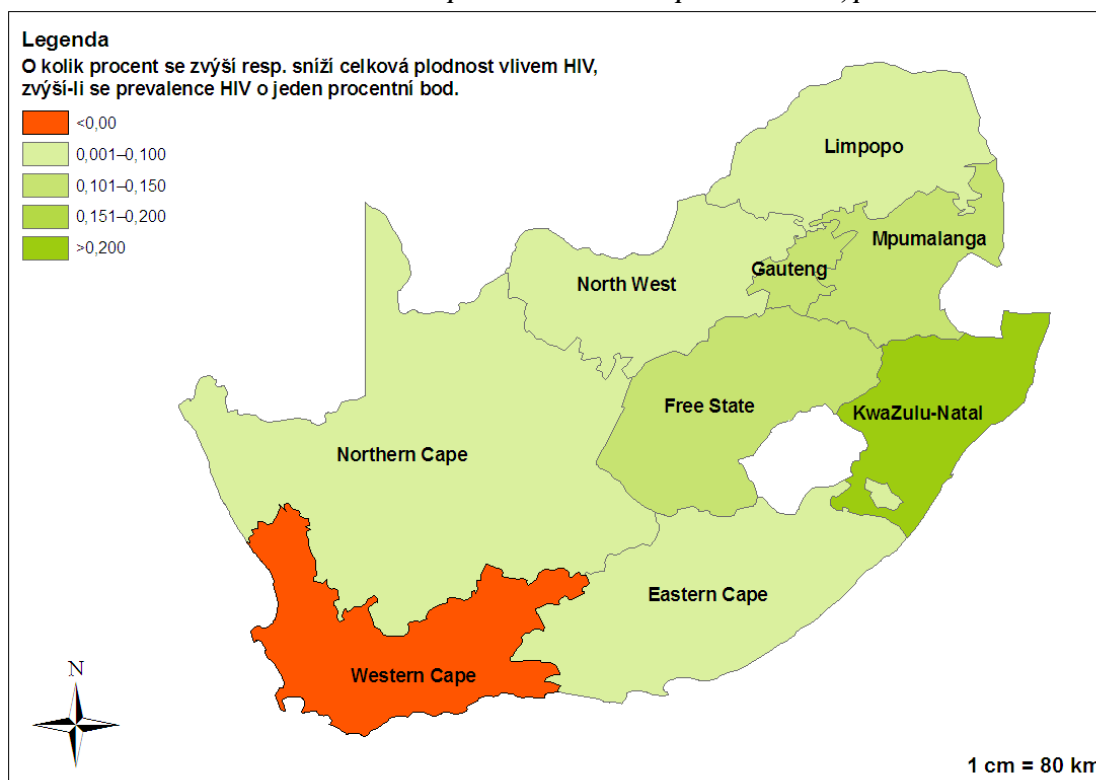 Legenda
O kolik procent se zvýší resp. sníží celková plodnost vlivem HIV,
zvýší-li se prevalence HIV o jeden procentní bod.
<0,00
0,001–0,100
0,101–0,150
0,151–0,200
>0,200
Limpopo
Mpumalanga
Gauteng
North West
Free State
KwaZulu-Natal
Northern Cape
Eastern Cape
Western Cape
N
1 cm = 80 km